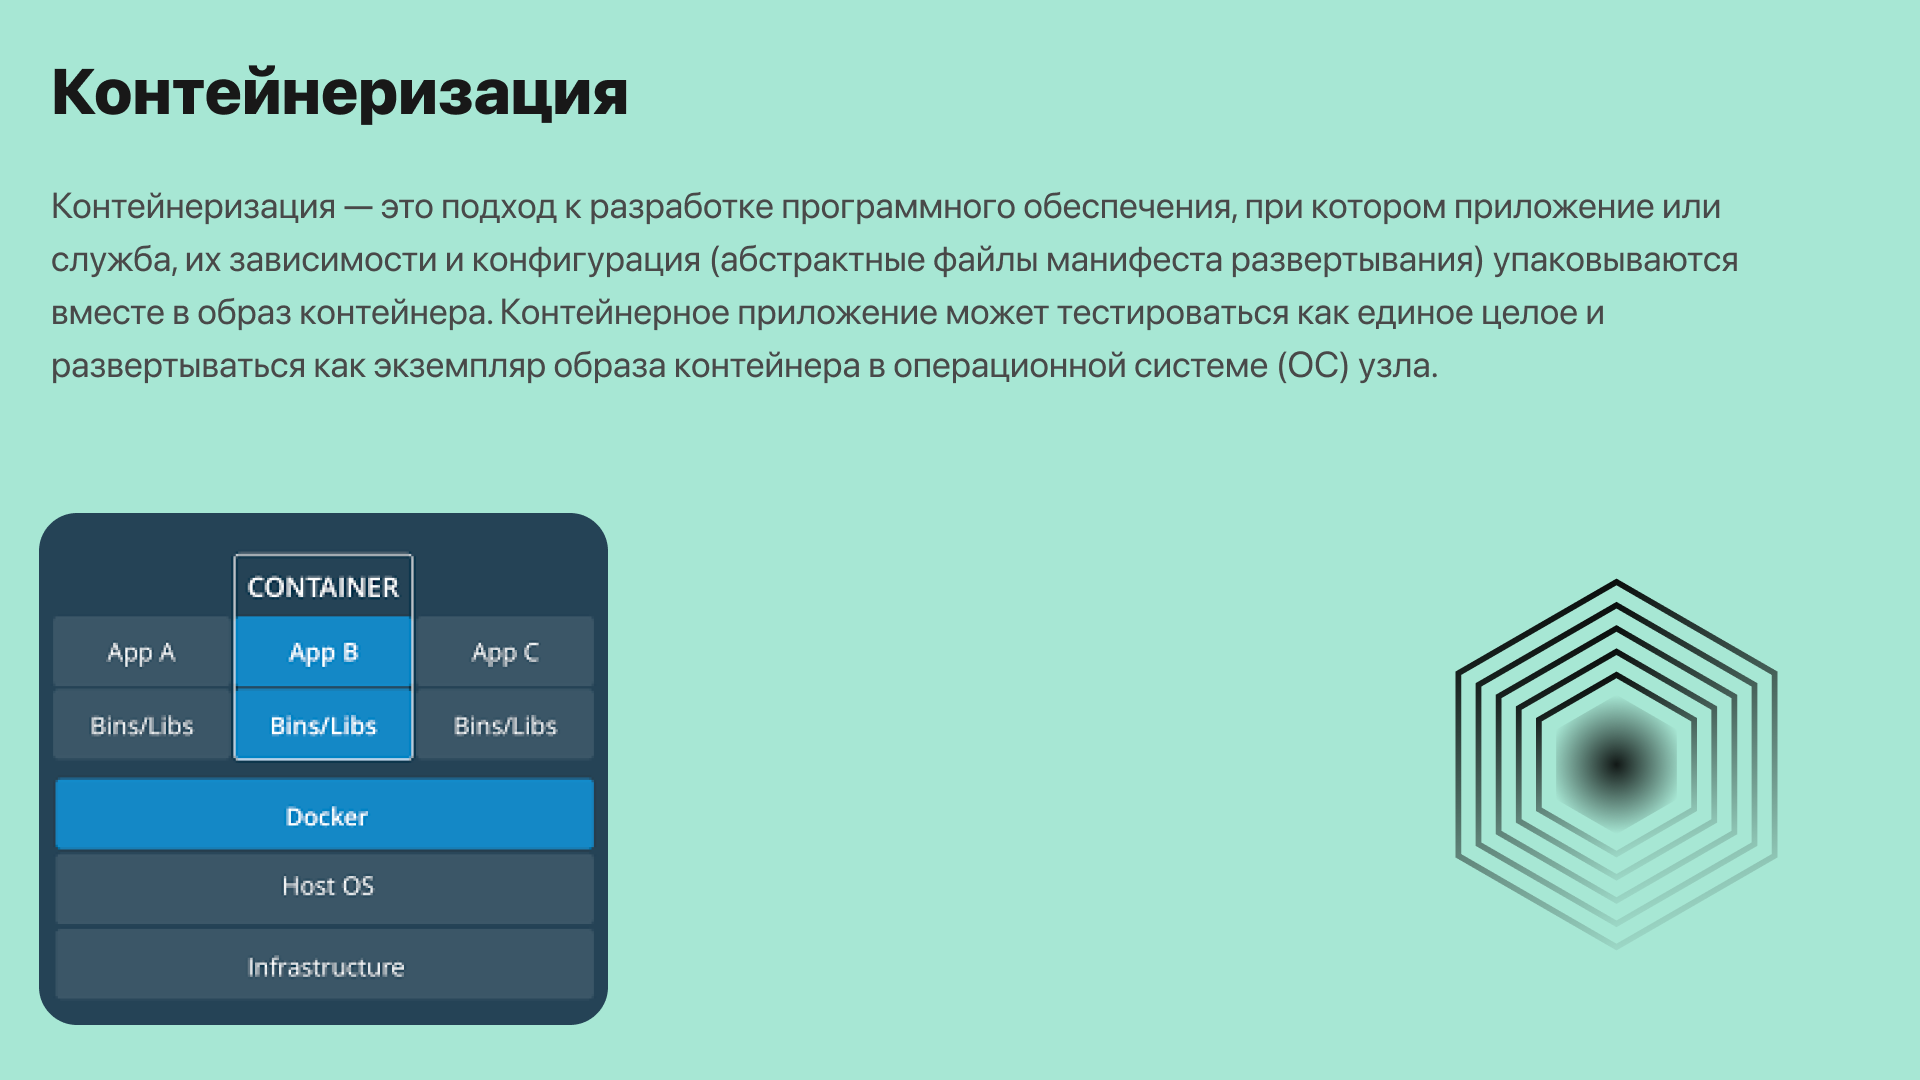 Контейнеризация
Контейнеризация — это подход к разработке программного обеспечения, при котором приложение или
служба, их зависимости и конфигурация (абстрактные файлы манифеста развертывания) упаковываются
вместе в образ контейнера. Контейнерное приложение может тестироваться как единое целое и
развертываться как экземпляр образа контейнера в операционной системе (ОС) узла.
CONTAINER
App A App B App C
Bins/Libs Bins/Libs Bins/Libs
Docker
Host OS
Infrastructure